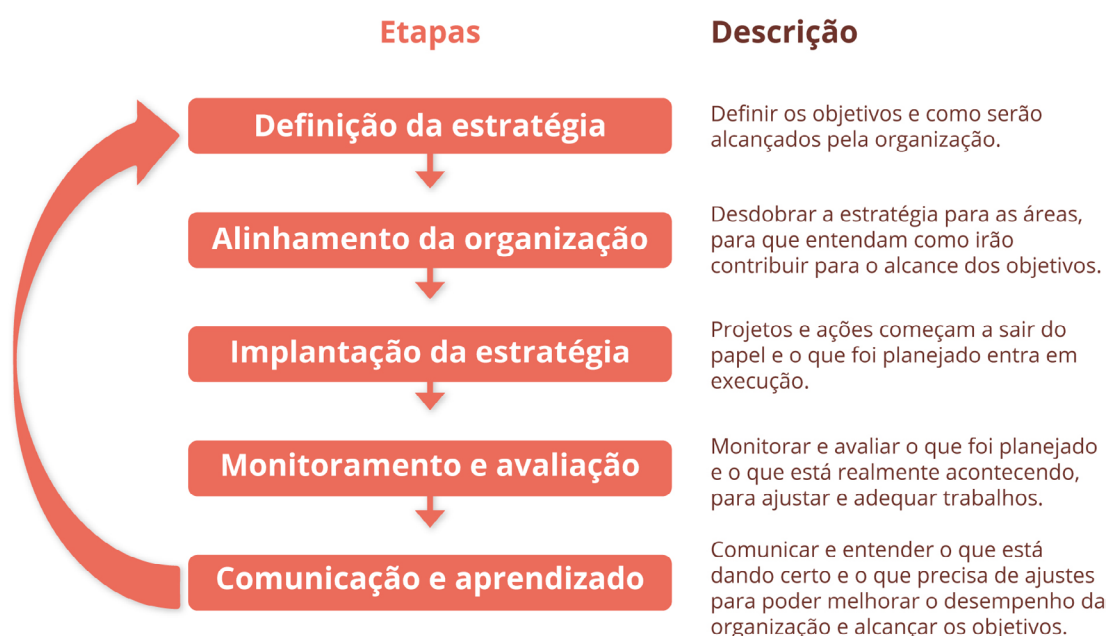 Etapas
Descrição
Definição da estratégia
Definir os objetivos e como serão
alcançados pela organização.
Alinhamento da organização
Desdobrar a estratégia para as áreas,
para que entendam como irão
contribuir para o alcance dos objetivos.
Implantação da estratégia
Projetos e ações começam a sair do
papel e o que foi planejado entra em
execução.
Monitoramento e avaliação
Monitorar e avaliar o que foi planejado
e o que está realmente acontecendo,
para ajustar e adequar trabalhos.
Comunicação e aprendizado
Comunicar e entender o que está
dando certo e o que precisa de ajustes
para poder melhorar o desempenho da
organização e alcançar os objetivos.